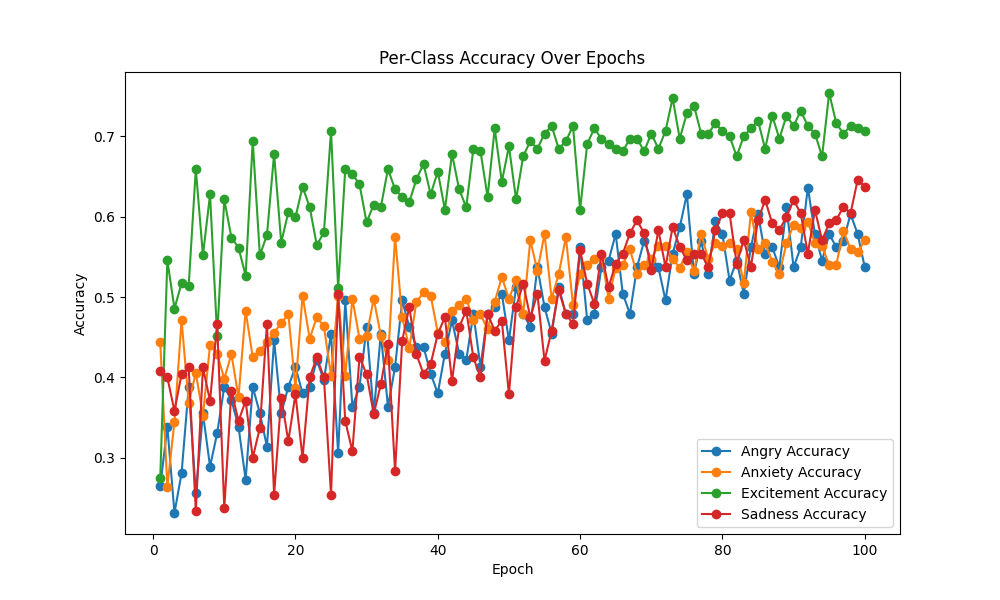 Per-Class Accuracy Over Epochs
Accuracy
0.7
0.6
0.5
0.4
0.3
0
20
40
60
80
100
Epoch
Angry Accuracy
Anxiety Accuracy
Excitement Accuracy
Sadness Accuracy